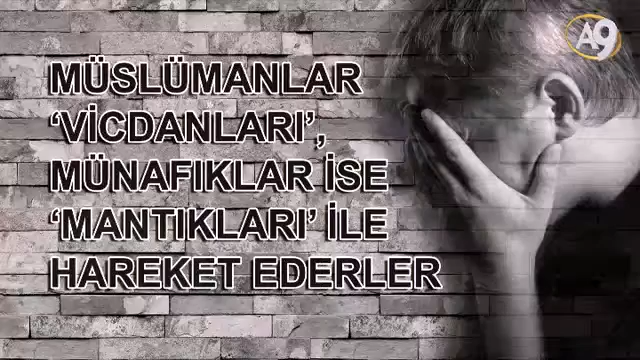 A9
MÜSLÜMANLAR
‘VİCDANLARI’,
MÜNAFIKLAR İSE
‘MANTIKLARI’ İLE
HAREKET EDERLER